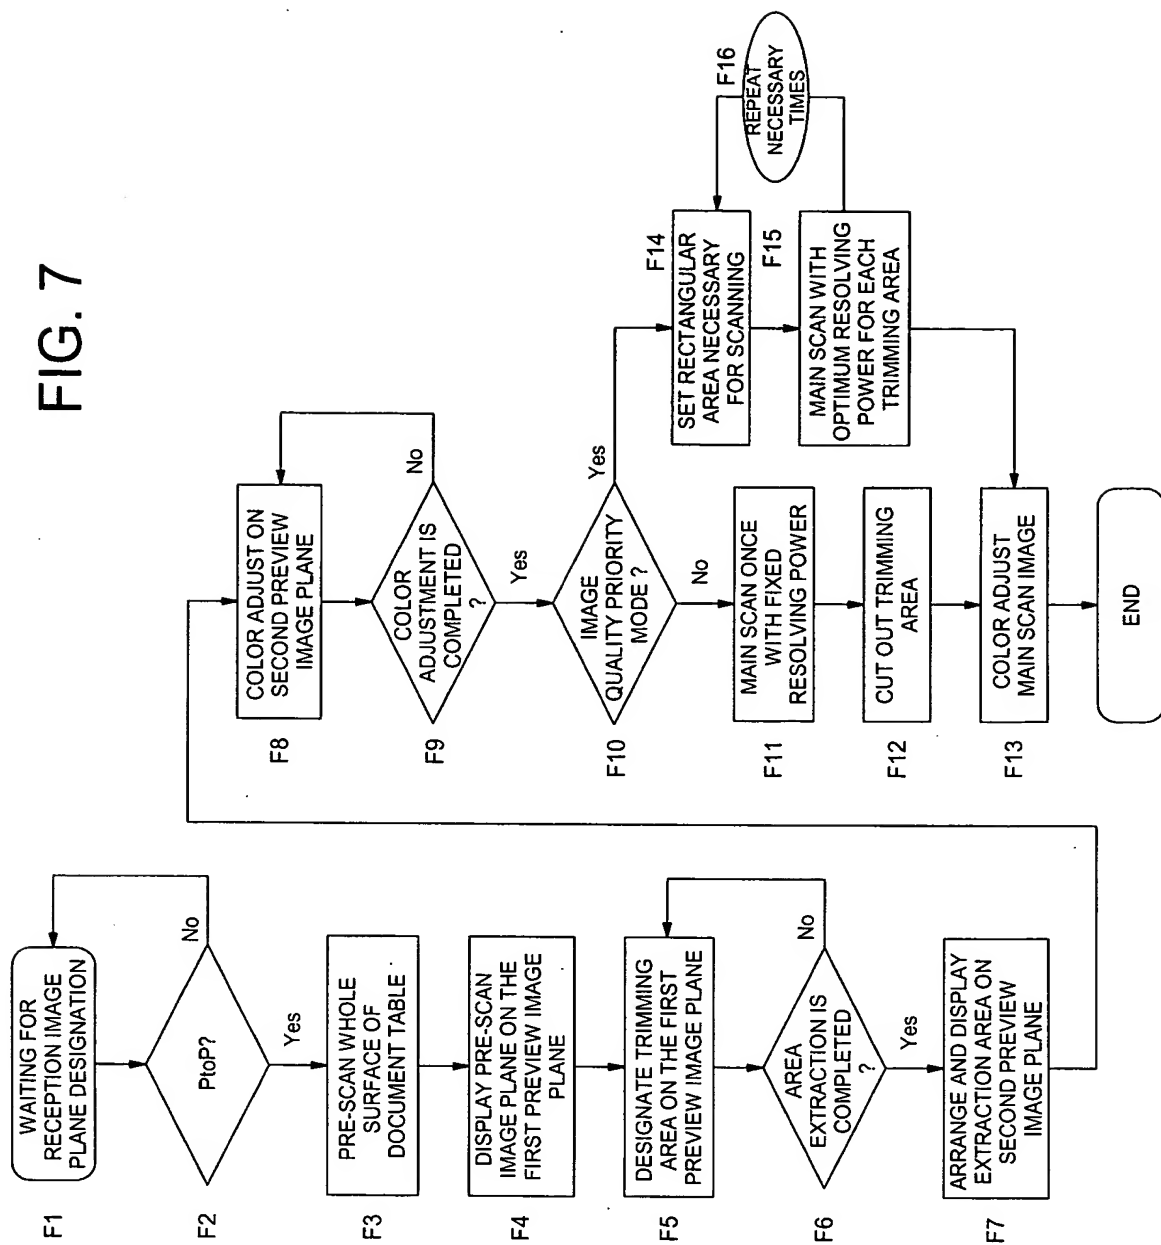 FIG. 7
F1
WAITING FOR
RECEPTION IMAGE
PLANE DESIGNATION
F2
PtoP?
No
Yes
F3
PRE-SCAN WHOLE
SURFACE OF
DOCUMENT TABLE
F4
DISPLAY PRE-SCAN
IMAGE PLANE ON THE
FIRST PREVIEW IMAGE
PLANE
F5
DESIGNATE TRIMMING
AREA ON THE FIRST
PREVIEW IMAGE PLANE
F6
AREA
EXTRACTION IS
COMPLETED
?
No
Yes
F7
ARRANGE AND DISPLAY
EXTRACTION AREA ON
SECOND PREVIEW
IMAGE PLANE
F8
COLOR ADJUST ON
SECOND PREVIEW
IMAGE PLANE
F9
COLOR
ADJUSTMENT IS
COMPLETED
?
No
Yes
F10
IMAGE
QUALITY PRIORITY
MODE ?
Yes
No
F11
MAIN SCAN ONCE
WITH FIXED
RESOLVING POWER
F12
CUT OUT TRIMMING
AREA
F13
COLOR ADJUST
MAIN SCAN IMAGE
END
F14
SET RECTANGULAR
AREA NECESSARY
FOR SCANNING
F15
MAIN SCAN WITH
OPTIMUM RESOLVING
POWER FOR EACH
TRIMMING AREA
F16
REPEAT
NECESSARY
TIMES